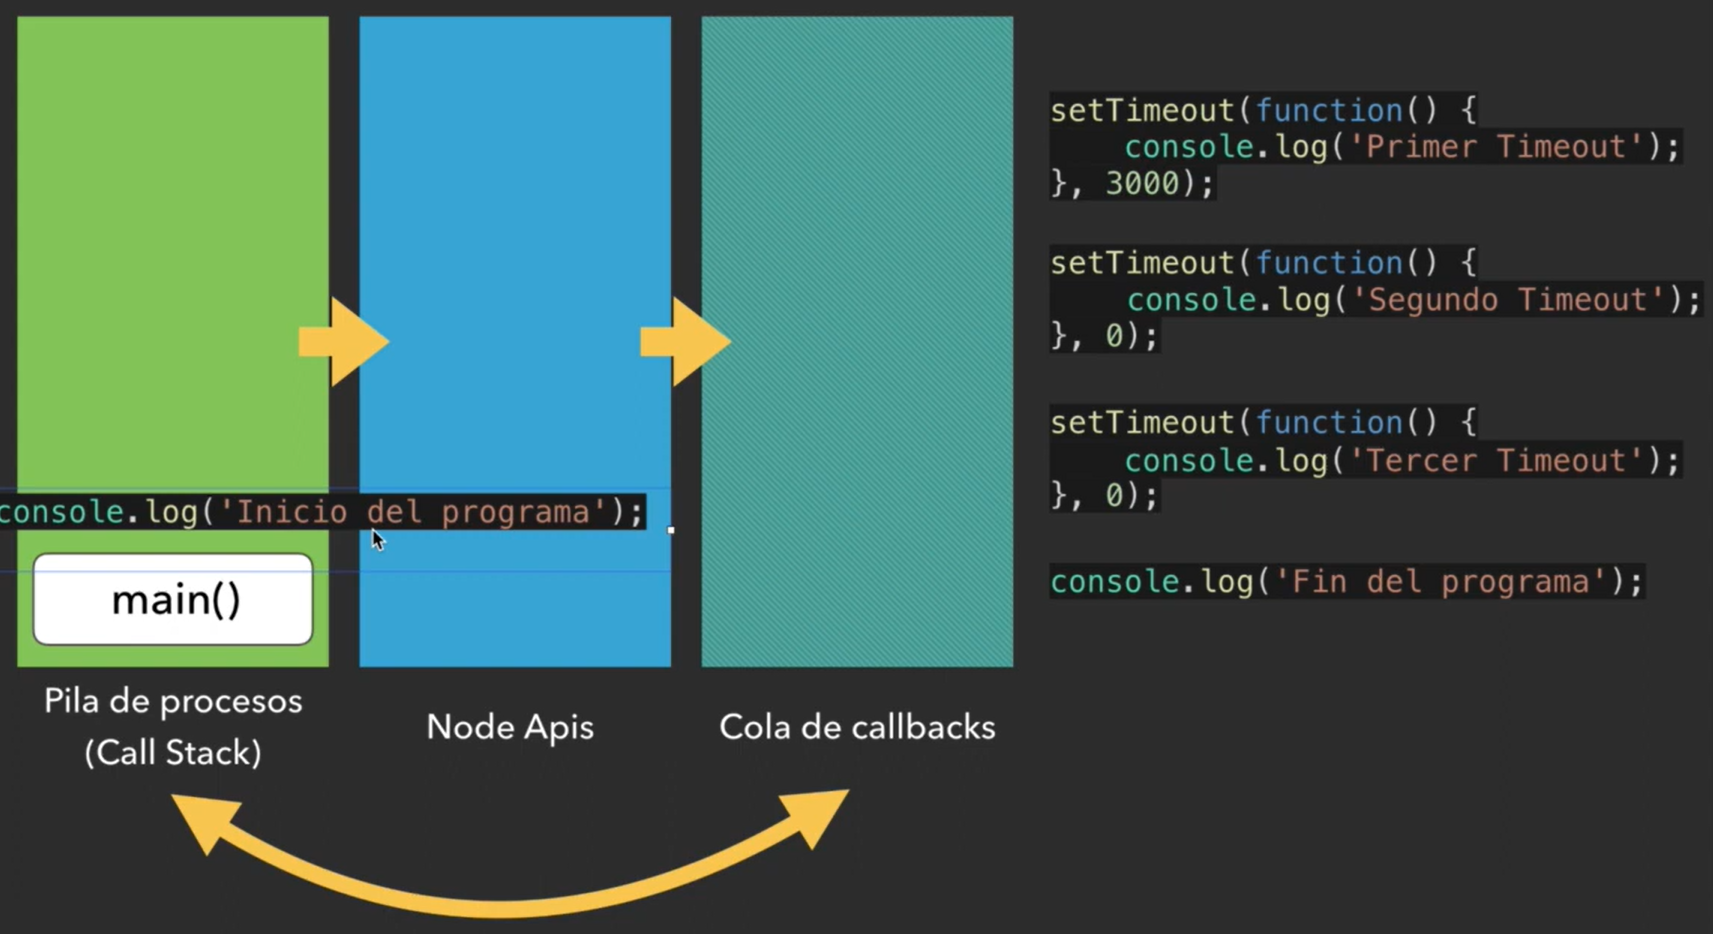 setTimeout(function() {
console.log('Primer Timeout');
}, 3000);
setTimeout(function() {
console.log('Segundo Timeout');
}, 0);
setTimeout(function() {
console.log('Tercer Timeout');
}, 0);
console.log('Fin del programa');
console.log('Inicio del programa');
main()
Pila de procesos
(Call Stack)
Node Apis
Cola de callbacks